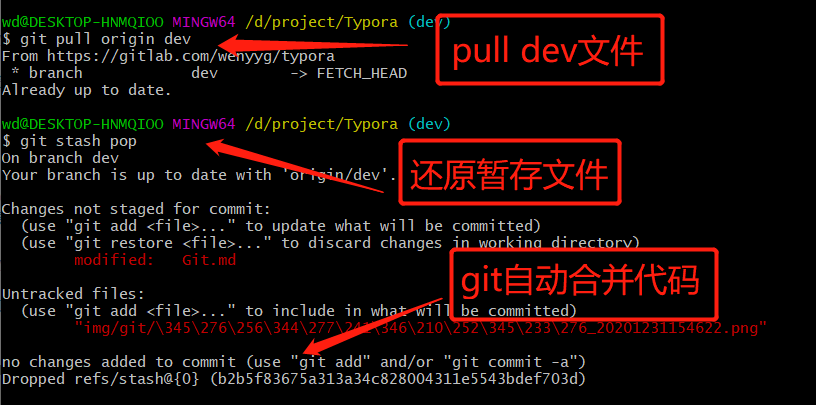 wd@DESKTOP-HNMQIOO MINGW64 /d/project/Typora (dev)
$ git pull origin dev
From https://gitlab.com/wenyyg/typora
 * branch            dev        -> FETCH_HEAD
Already up to date.
pull dev文件
wd@DESKTOP-HNMQIOO MINGW64 /d/project/Typora (dev)
$ git stash pop
On branch dev
Your branch is up to date with 'origin/dev'.
还原暂存文件
Changes not staged for commit:
  (use "git add <file>..." to update what will be committed)
  (use "git restore <file>..." to discard changes in working directory)
        modified:   Git.md
git自动合并代码
Untracked files:
  (use "git add <file>..." to include in what will be committed)
        "img/git/\345\276\256\344\277\241\346\210\252\345\233\276_20201231154622.png"
no changes added to commit (use "git add" and/or "git commit -a")
Dropped refs/stash@{0} (b2b5f83675a313a34c828004311e5543bdef703d)